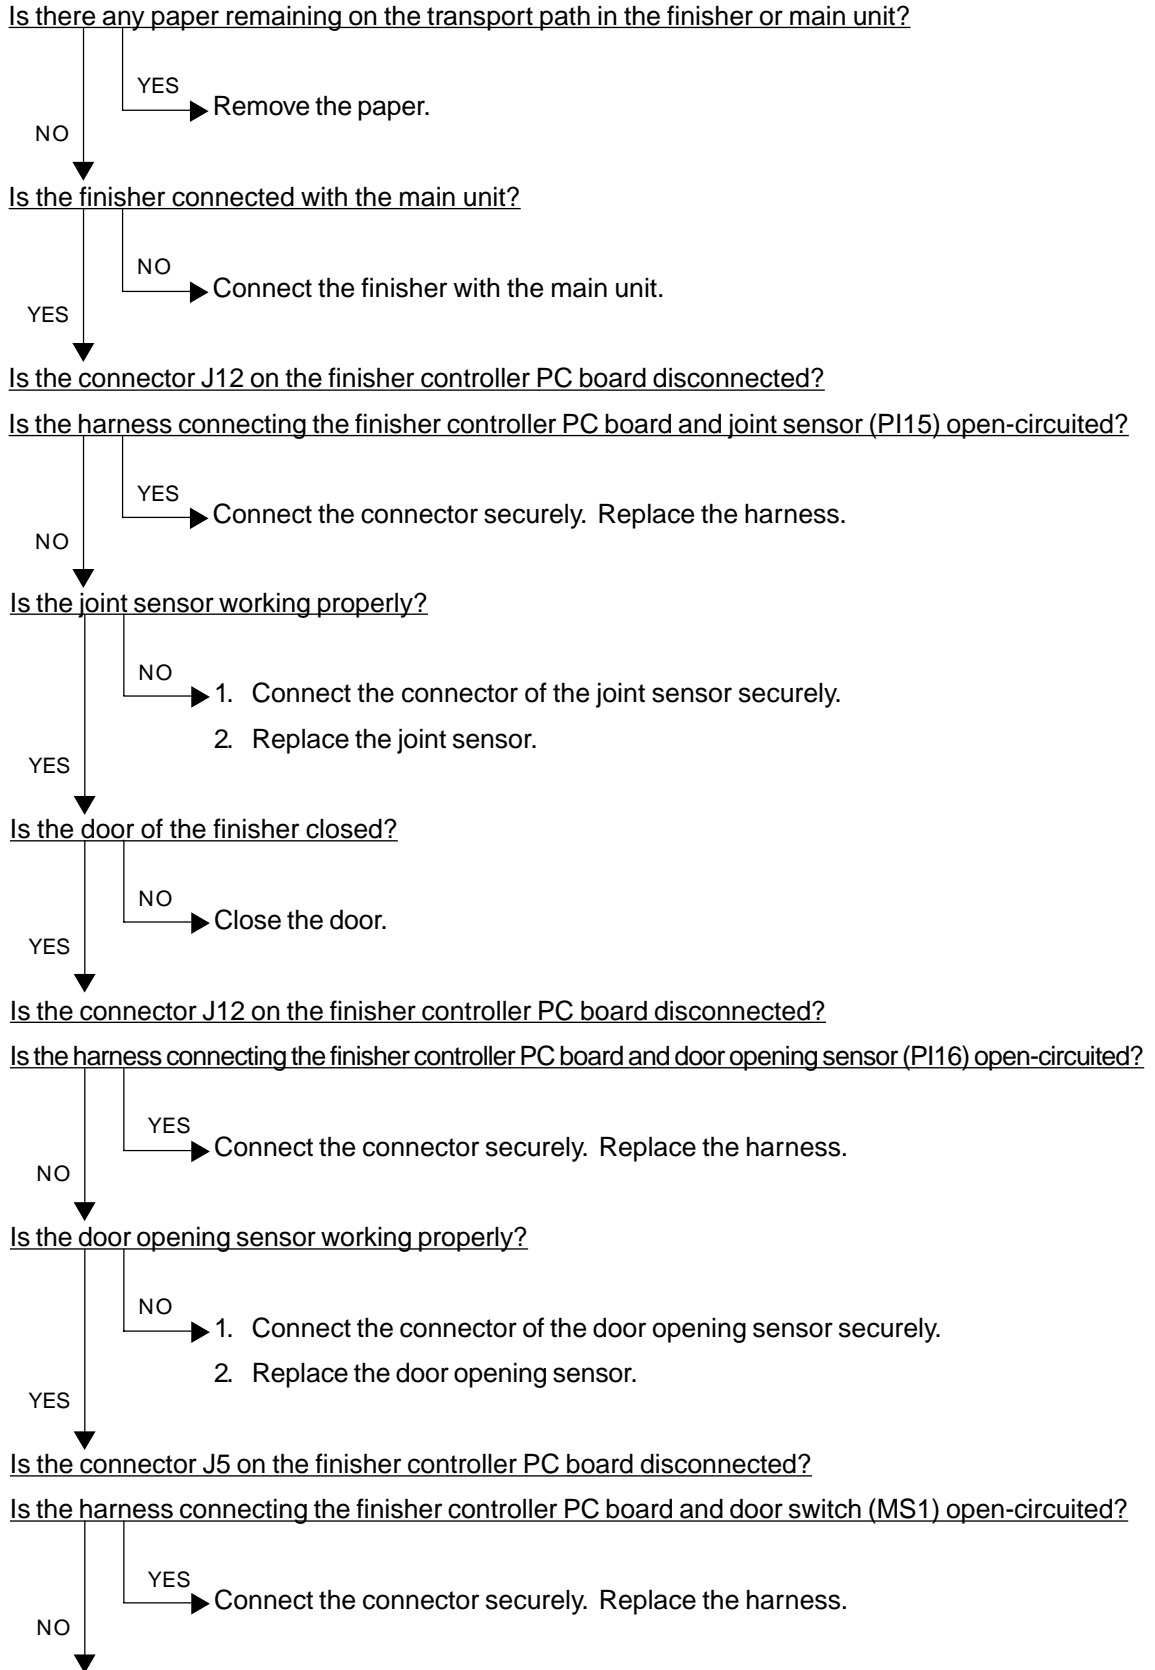 Is there any paper remaining on the transport path in the finisher or main unit?
YES
Remove the paper.
NO
Is the finisher connected with the main unit?
NO
Connect the finisher with the main unit.
YES
Is the connector J12 on the finisher controller PC board disconnected?
Is the harness connecting the finisher controller PC board and joint sensor (PI15) open-circuited?
YES
Connect the connector securely. Replace the harness.
NO
Is the joint sensor working properly?
NO
1. Connect the connector of the joint sensor securely.
2. Replace the joint sensor.
YES
Is the door of the finisher closed?
NO
Close the door.
YES
Is the connector J12 on the finisher controller PC board disconnected?
Is the harness connecting the finisher controller PC board and door opening sensor (PI16) open-circuited?
YES
Connect the connector securely. Replace the harness.
NO
Is the door opening sensor working properly?
NO
1. Connect the connector of the door opening sensor securely.
2. Replace the door opening sensor.
YES
Is the connector J5 on the finisher controller PC board disconnected?
Is the harness connecting the finisher controller PC board and door switch (MS1) open-circuited?
YES
Connect the connector securely. Replace the harness.
NO